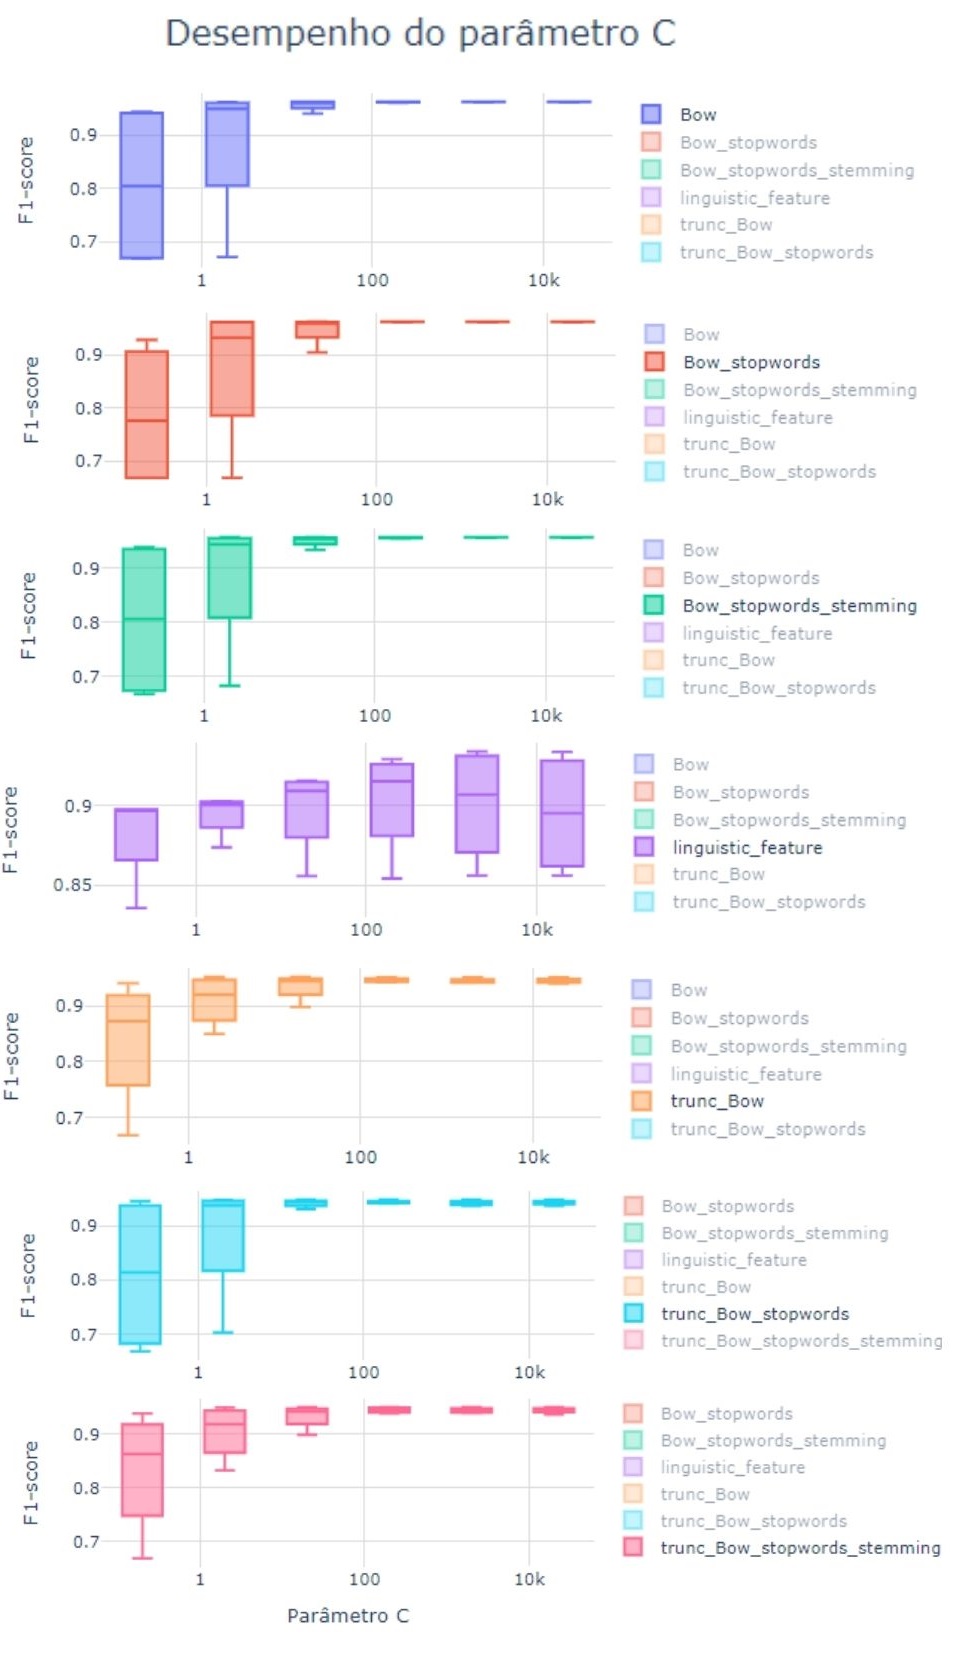 Desempenho do parâmetro C
F1-score
0.9
0.8
0.7
1
100
10k
Bow
Bow_stopwords
Bow_stopwords_stemming
linguistic_feature
trunc_Bow
trunc_Bow_stopwords
F1-score
0.9
0.8
0.7
1
100
10k
Bow
Bow_stopwords
Bow_stopwords_stemming
linguistic_feature
trunc_Bow
trunc_Bow_stopwords
F1-score
0.9
0.8
0.7
1
100
10k
Bow
Bow_stopwords
Bow_stopwords_stemming
linguistic_feature
trunc_Bow
trunc_Bow_stopwords
F1-score
0.9
0.85
1
100
10k
Bow
Bow_stopwords
Bow_stopwords_stemming
linguistic_feature
trunc_Bow
trunc_Bow_stopwords
F1-score
0.9
0.8
0.7
1
100
10k
Bow
Bow_stopwords
Bow_stopwords_stemming
linguistic_feature
trunc_Bow
trunc_Bow_stopwords
F1-score
0.9
0.8
0.7
1
100
10k
Bow_stopwords
Bow_stopwords_stemming
linguistic_feature
trunc_Bow
trunc_Bow_stopwords
trunc_Bow_stopwords_stemming
F1-score
0.9
0.8
0.7
1
100
10k
Bow_stopwords
Bow_stopwords_stemming
linguistic_feature
trunc_Bow
trunc_Bow_stopwords
trunc_Bow_stopwords_stemming
Parâmetro C